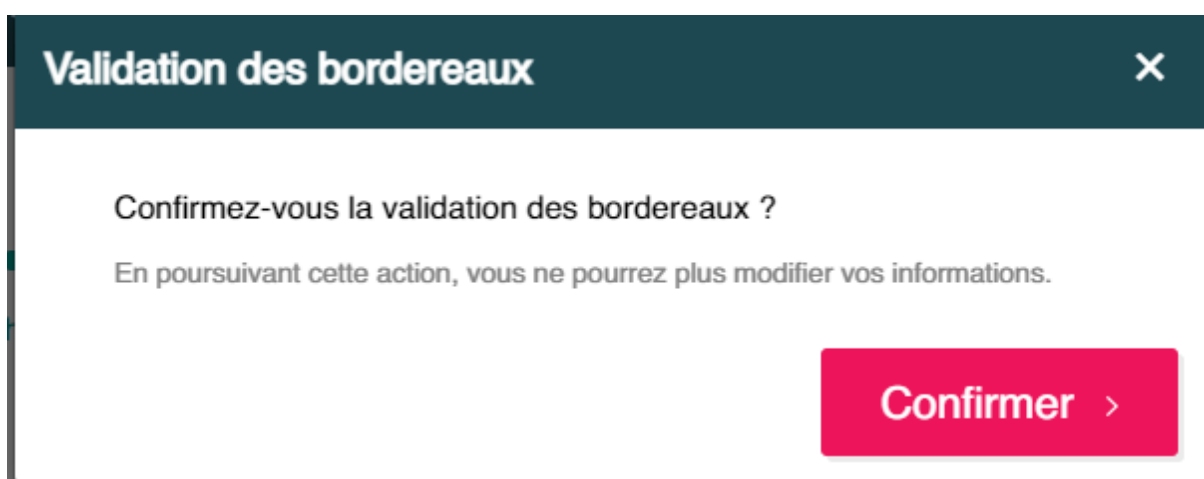 Validation des bordereaux
Confirmez-vous la validation des bordereaux ?
En poursuivant cette action, vous ne pourrez plus modifier vos informations.
Confirmer